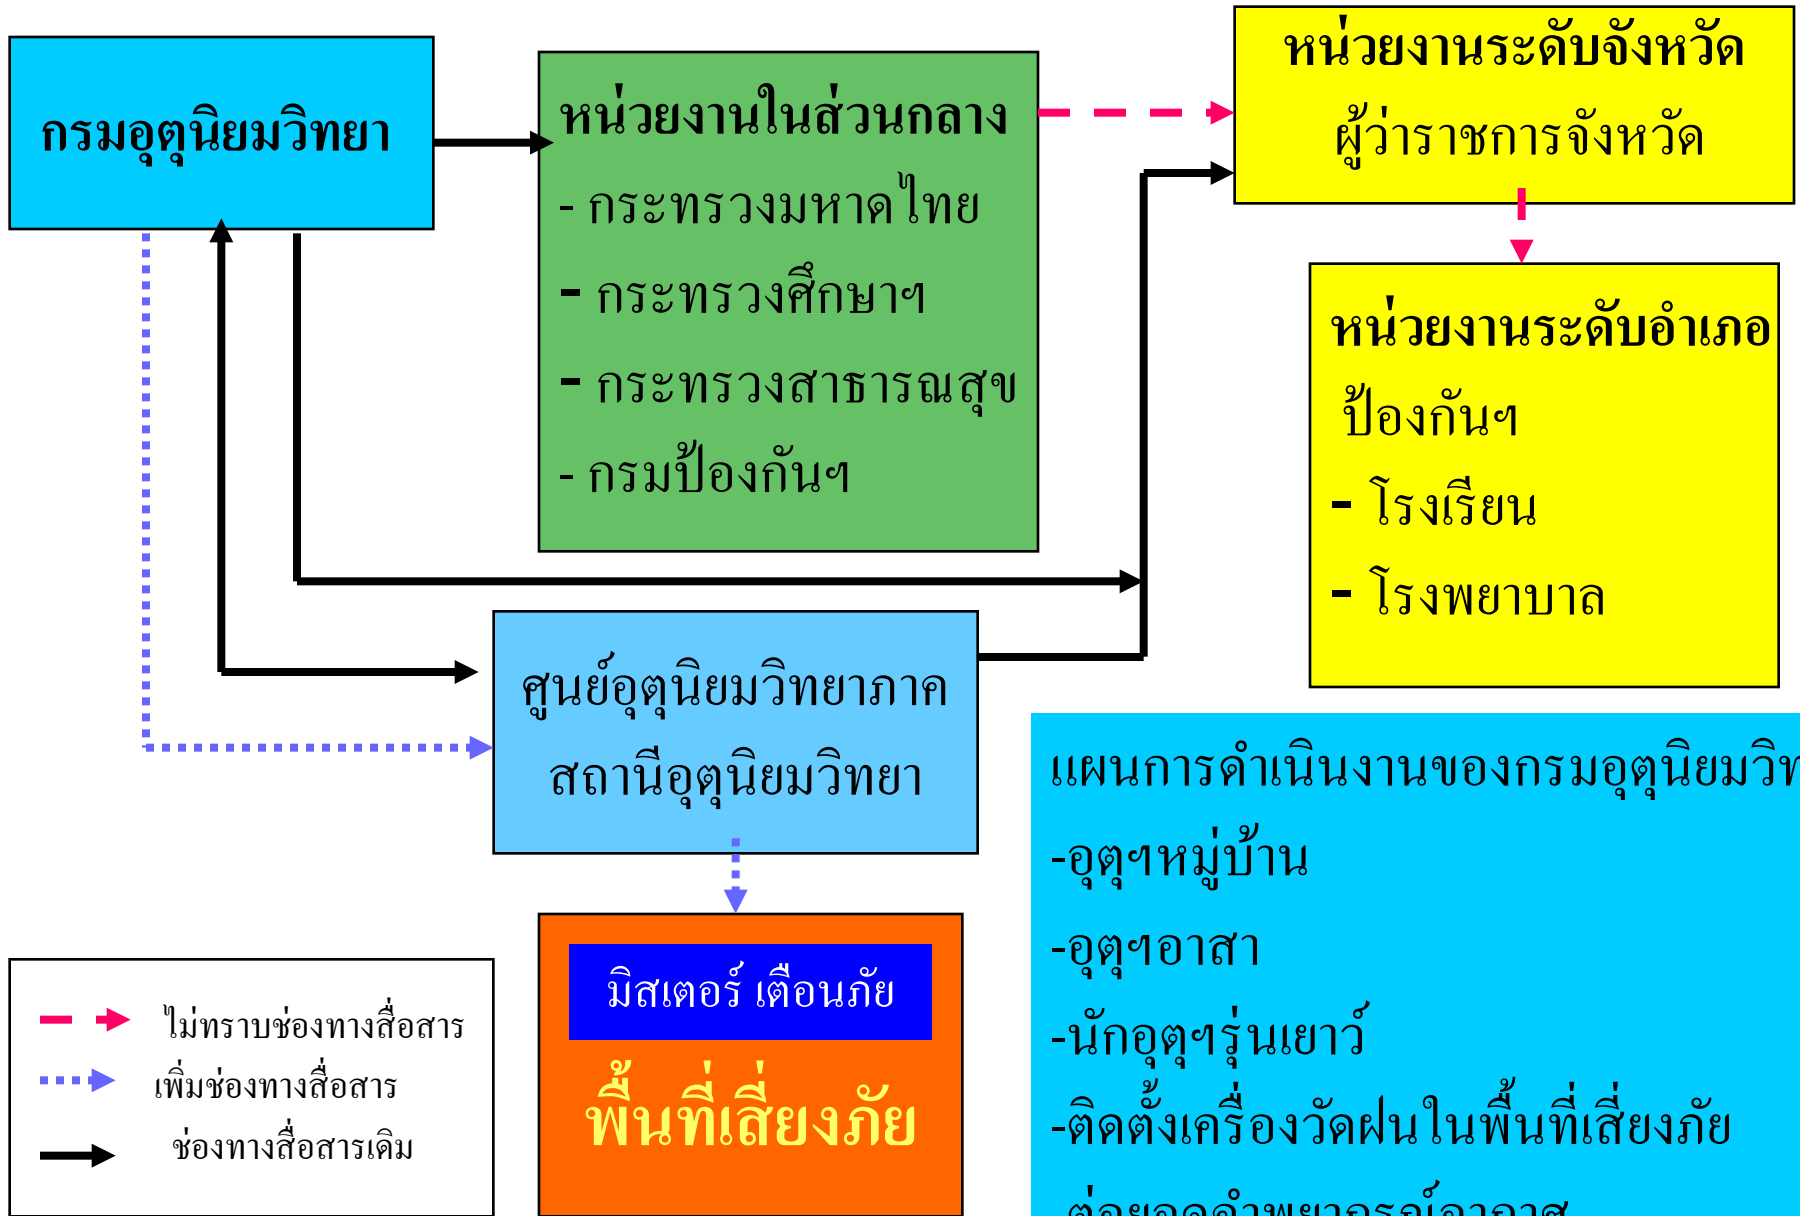 กรมอุตุนิยมวิทยา
หน่วยงานในส่วนกลาง
- กระทรวงมหาดไทย
- กระทรวงศึกษาฯ
- กระทรวงสาธารณสุข
- กรมป้องกันฯ
หน่วยงานระดับจังหวัด
ผู้ว่าราชการจังหวัด
หน่วยงานระดับอำเภอ
ป้องกันฯ
- โรงเรียน
- โรงพยาบาล
ศูนย์อุตุนิยมวิทยาภาค
สถานีอุตุนิยมวิทยา
มิสเตอร์ เตือนภัย
พื้นที่เสี่ยงภัย
ไม่ทราบช่องทางสื่อสาร
เพิ่มช่องทางสื่อสาร
ช่องทางสื่อสารเดิม
แผนการดำเนินงานของกรมอุตุนิยมวิท
-อุตุฯหมู่บ้าน
-อุตุฯอาสา
-นักอุตุฯรุ่นเยาว์
-ติดตั้งเครื่องวัดฝนในพื้นที่เสี่ยงภัย